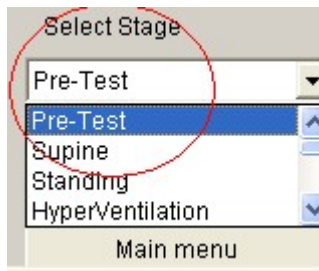 Select Stage
Pre-Test
Pre-Test
Supine
Standing
HyperVentilation
Main menu